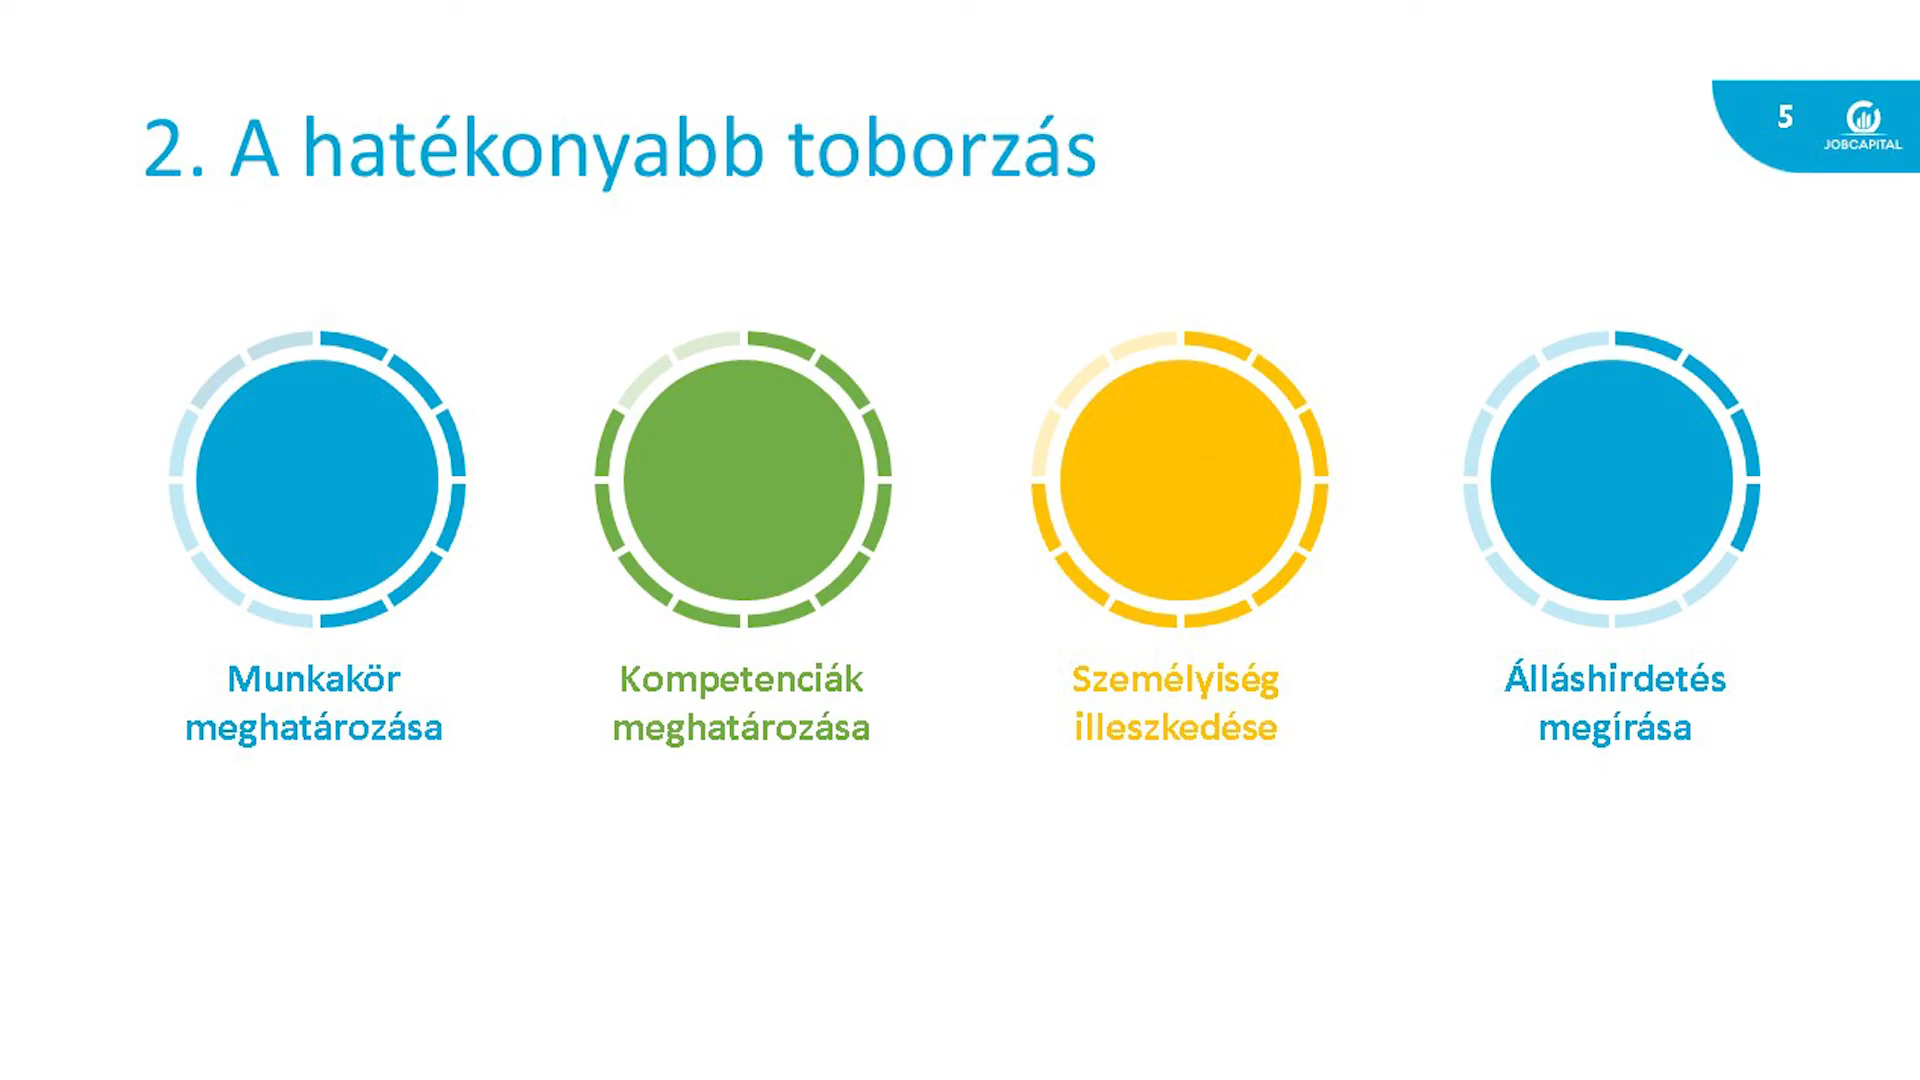 2. A hatékonyabb toborzás
5
JOBCAPITAL
Munkakör
meghatározása
Kompetenciák
meghatározása
Személyiség
illeszkedése
Álláshirdetés
megírása